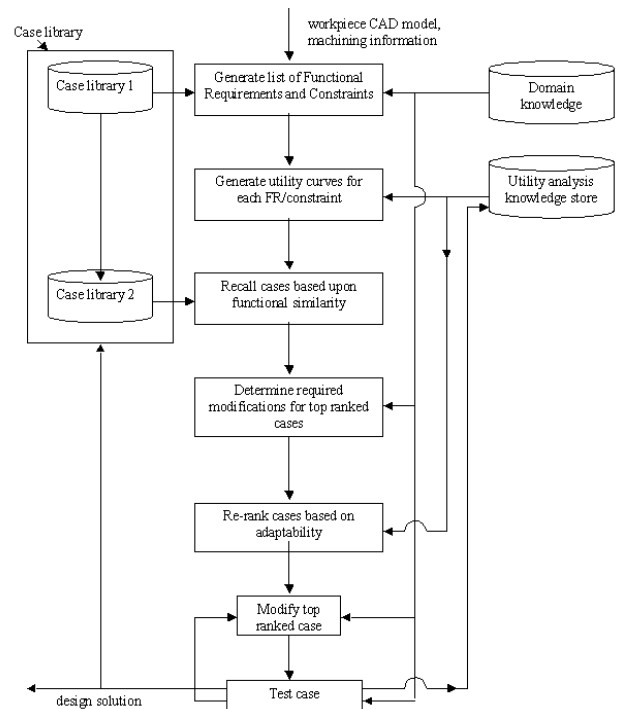 workpiece CAD model,
machining information
Case library
Case library 1
Generate list of Functional
Requirements and Constraints
Domain
knowledge
Generate utility curves for
each FR/constraint
Utility analysis
knowledge store
Case library 2
Recall cases based upon
functional similarity
Determine required
modifications for top ranked
cases
Re-rank cases based on
adaptability
Modify top
ranked case
Test case
design solution